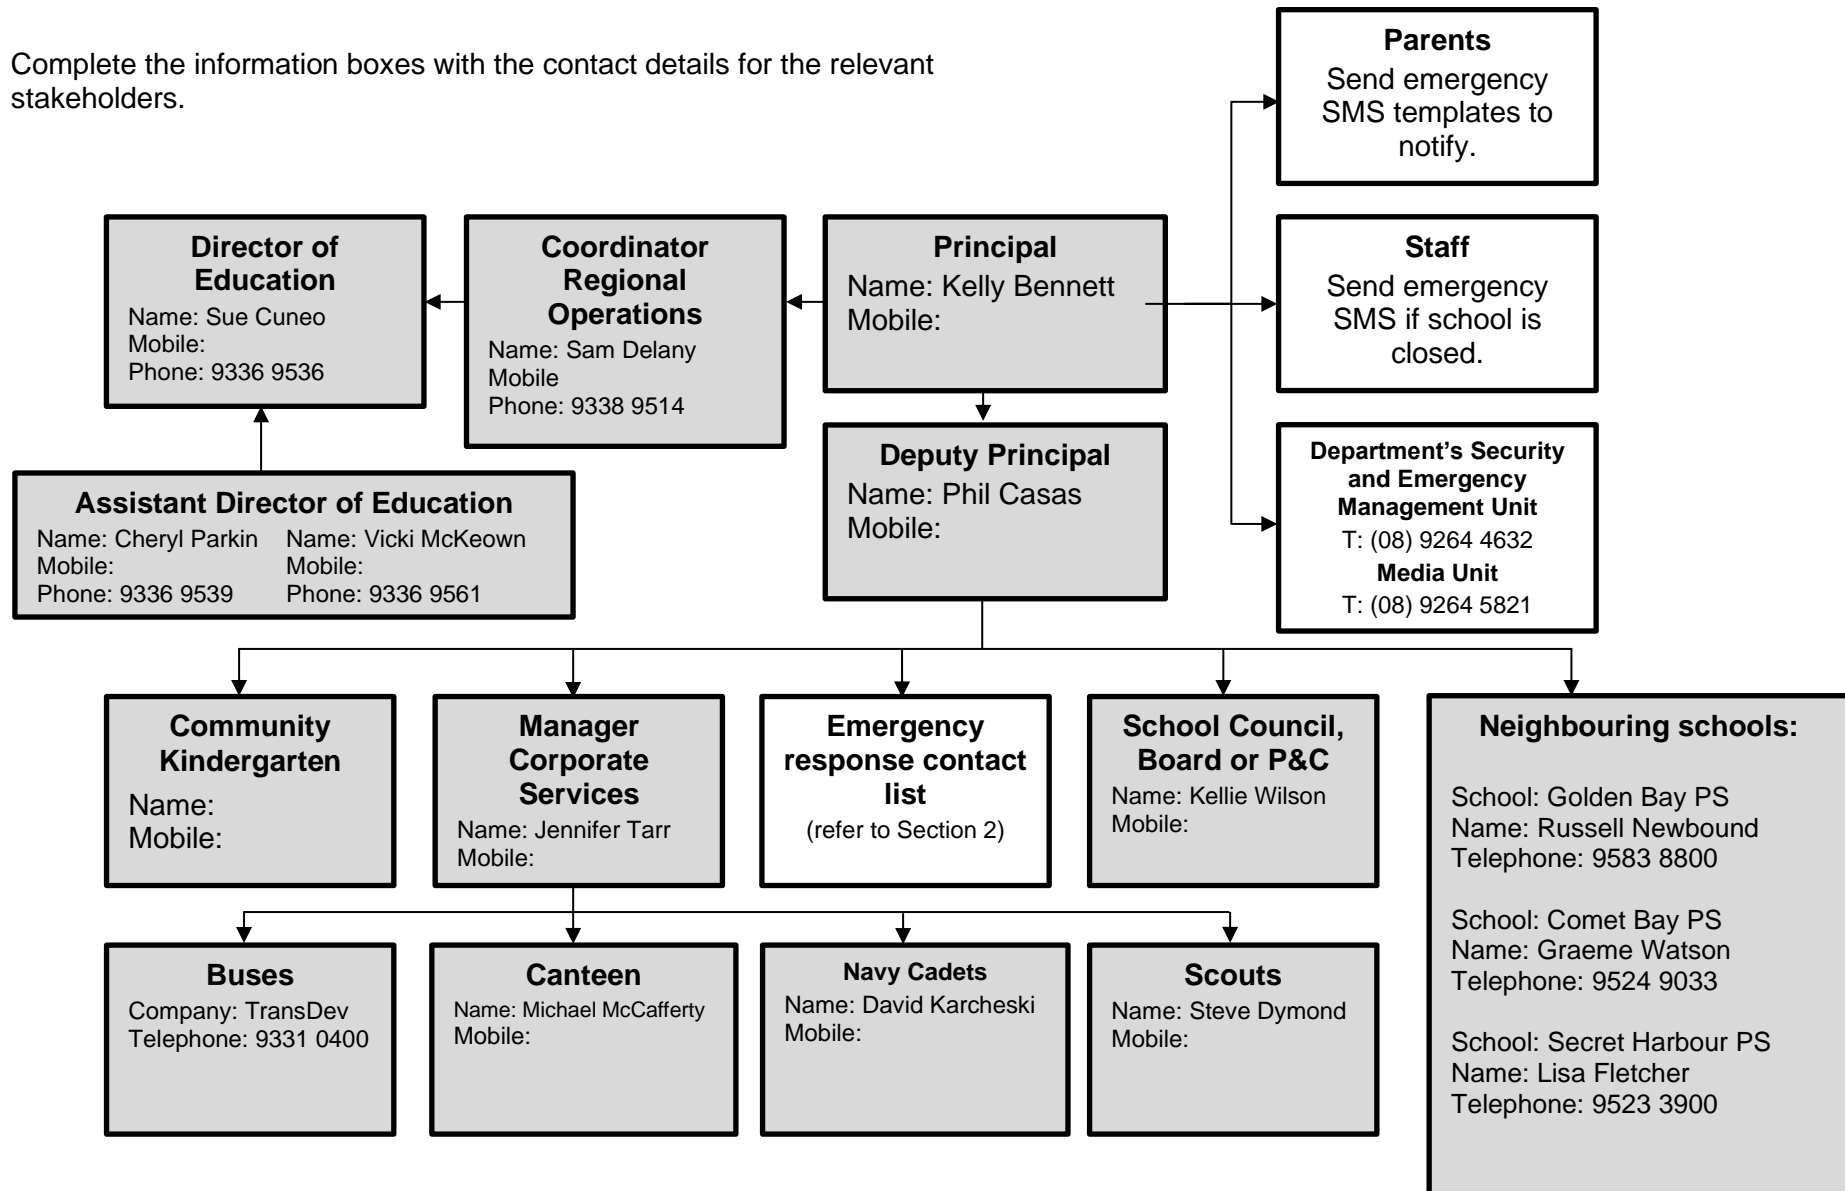 Complete the information boxes with the contact details for the relevant
stakeholders.
Parents
Send emergency
SMS templates to
notify.
Director of
Education
Name: Sue Cuneo
Mobile:
Phone: 9336 9536
Coordinator
Regional
Operations
Name: Sam Delany
Mobile
Phone: 9338 9514
Principal
Name: Kelly Bennett
Mobile:
Staff
Send emergency
SMS if school is
closed.
Assistant Director of Education
Name: Cheryl Parkin
Mobile:
Phone: 9336 9539
Name: Vicki McKeown
Mobile:
Phone: 9336 9561
Deputy Principal
Name: Phil Casas
Mobile:
Department's Security
and Emergency
Management Unit
T: (08) 9264 4632
Media Unit
T: (08) 9264 5821
Community
Kindergarten
Name:
Mobile:
Manager
Corporate
Services
Name: Jennifer Tarr
Mobile:
Emergency
response contact
list
(refer to Section 2)
School Council,
Board or P&C
Name: Kellie Wilson
Mobile:
Neighbouring schools:
School: Golden Bay PS
Name: Russell Newbound
Telephone: 9583 8800
School: Comet Bay PS
Name: Graeme Watson
Telephone: 9524 9033
School: Secret Harbour PS
Name: Lisa Fletcher
Telephone: 9523 3900
Buses
Company: TransDev
Telephone: 9331 0400
Canteen
Name: Michael McCafferty
Mobile:
Navy Cadets
Name: David Karcheski
Mobile:
Scouts
Name: Steve Dymond
Mobile: